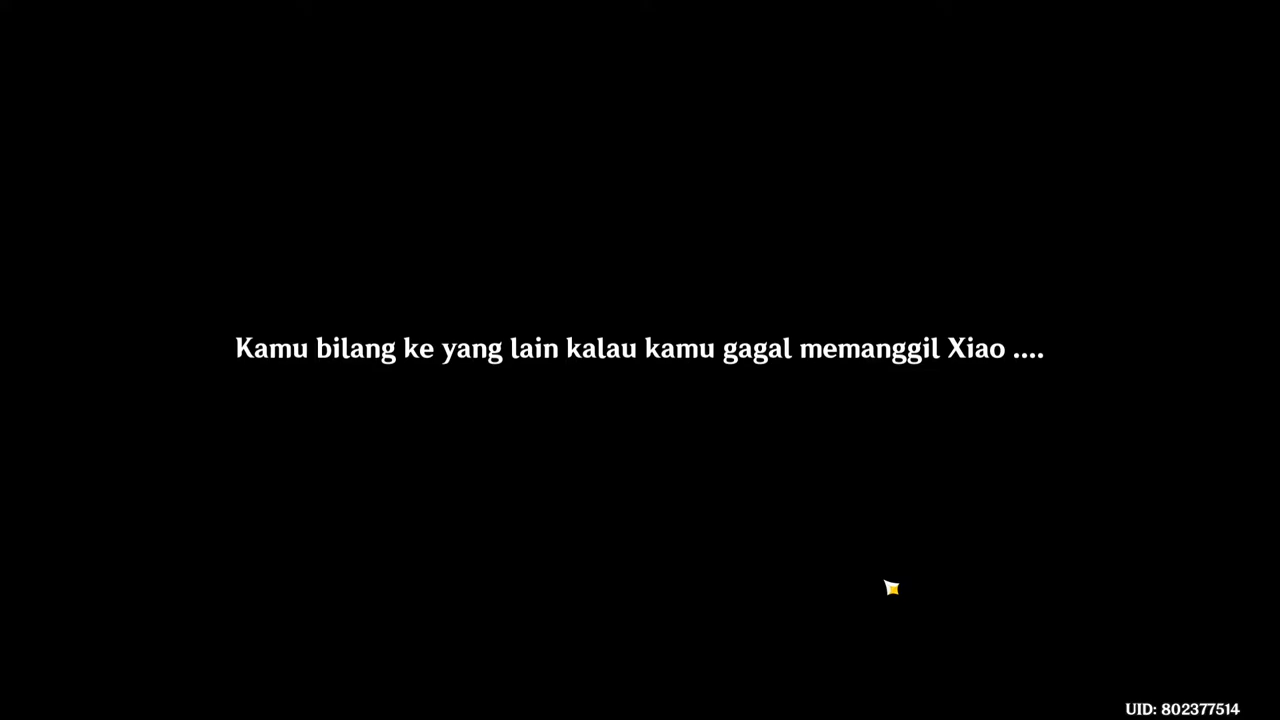 Kamu bilang ke yang lain kalau kamu gagal memanggil Xiao ....
UID: 802377514